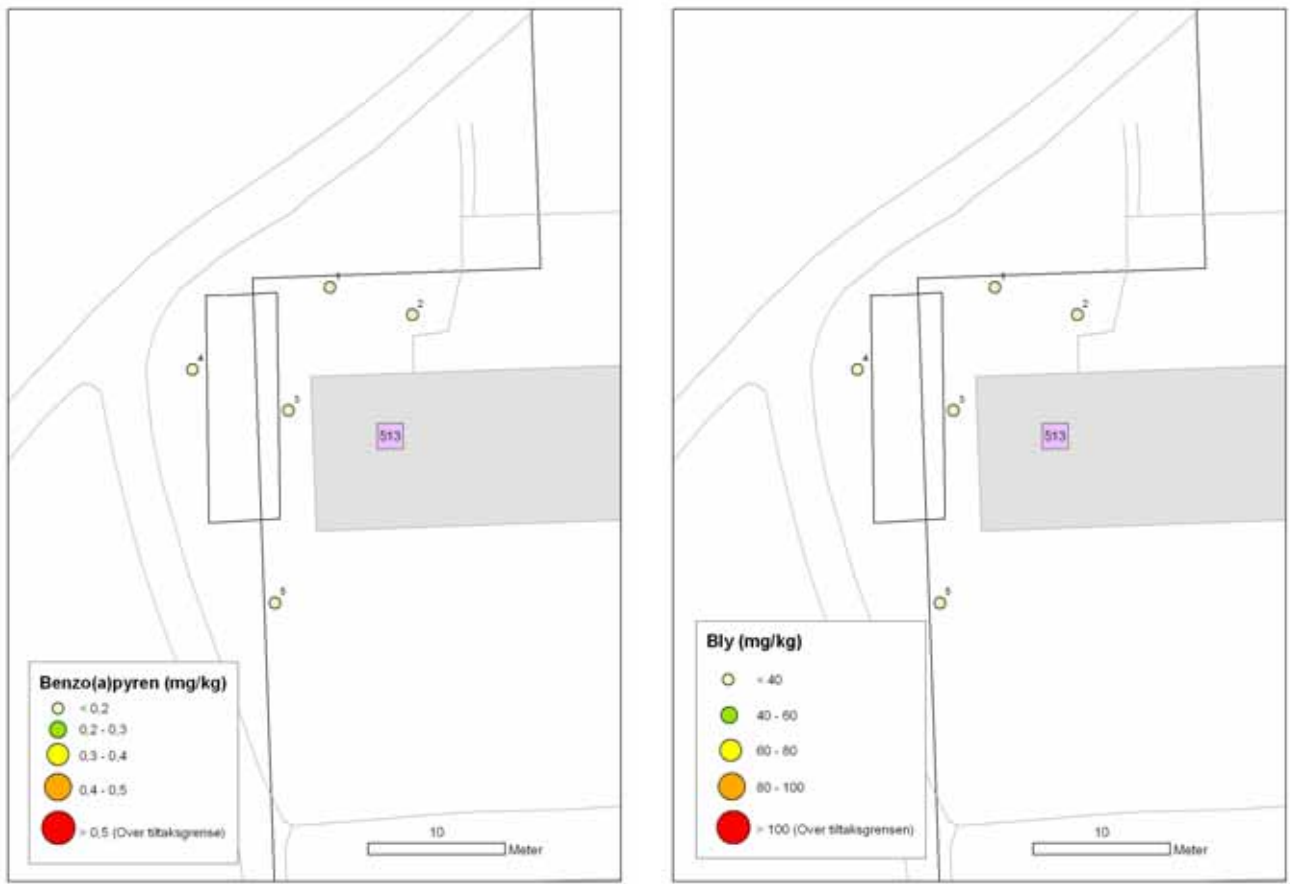 1
2
4
3
513
5
Benzo(a)pyren (mg/kg)
< 0,2
0,2 - 0,3
0,3 - 0,4
0,4 - 0,5
> 0,5 (Over tiltaksgrense)
10
Meter
1
2
4
3
513
5
Bly (mg/kg)
< 40
40 - 60
60 - 80
80 - 100
> 100 (Over tiltaksgrensen)
10
Meter